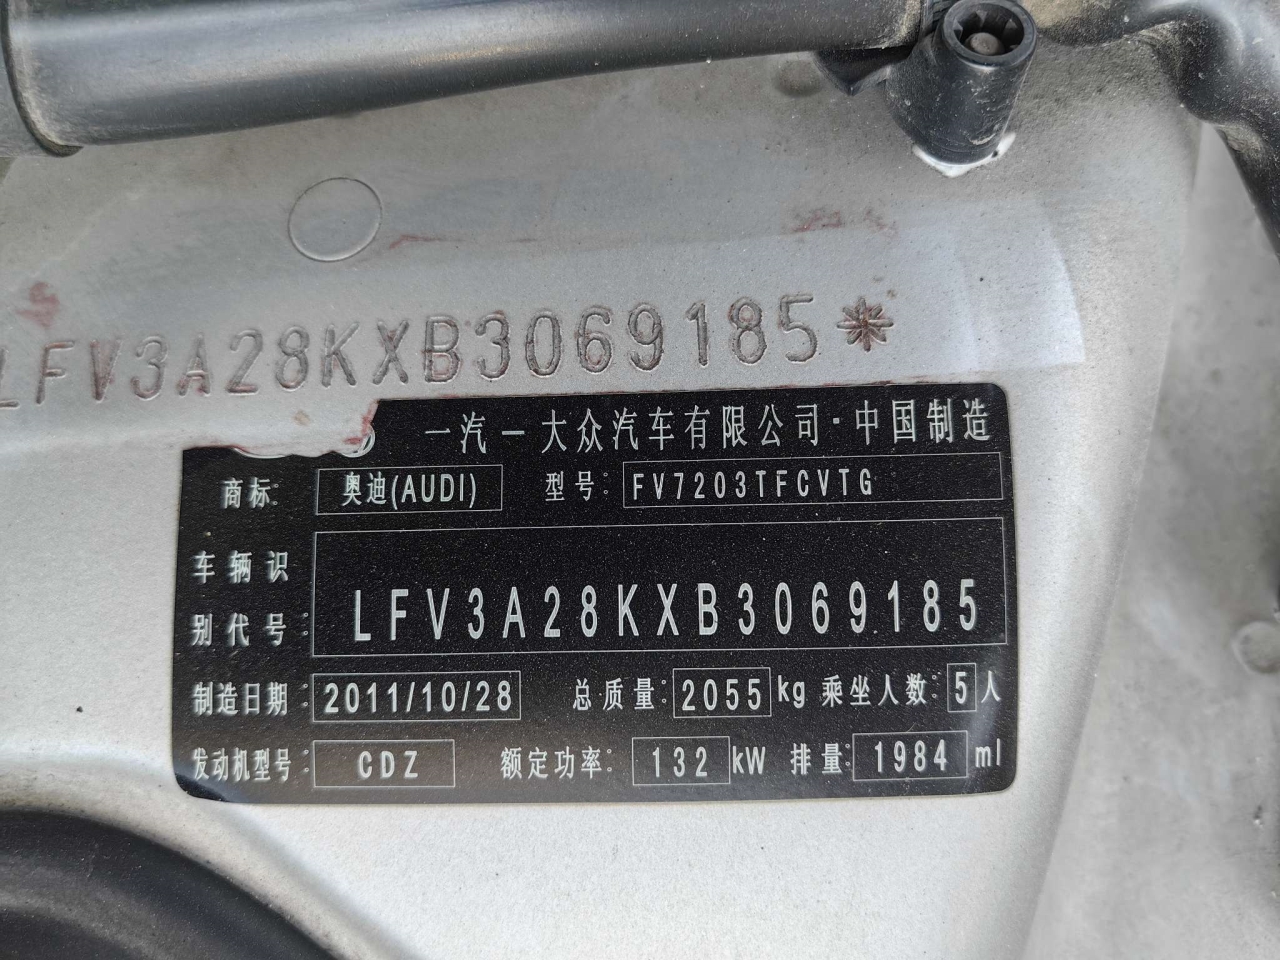 LFV3A28KXB3069185*
一汽－大众汽车有限公司·中国制造
商标: 奥迪(AUDI) 型号: FV7203TFCVTG
车辆识
别代号: LFV3A28KXB3069185
制造日期: 2011/10/28 总质量: 2055 kg 乘坐人数: 5 人
发动机型号: CDZ 额定功率: 132 kW 排量: 1984 ml